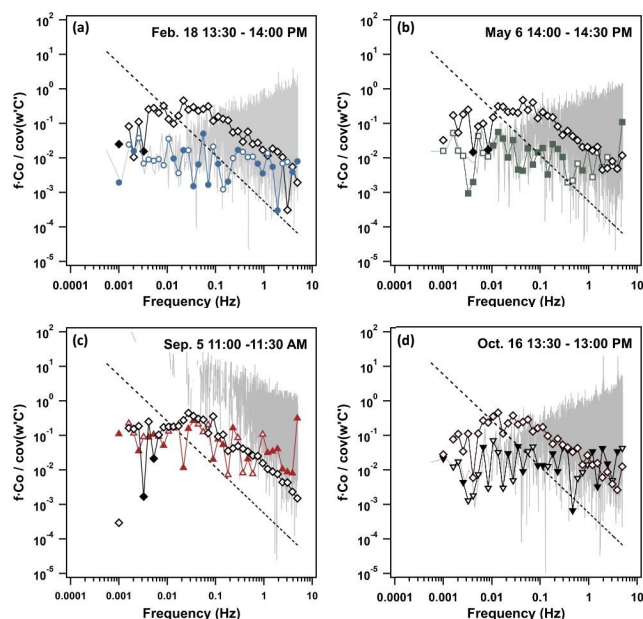 (a) Feb. 18 13:30 - 14:00 PM
f·Co / cov(w'C')
10²
10¹
10⁰
10⁻¹
10⁻²
10⁻³
10⁻⁴
10⁻⁵
0.0001 0.001 0.01 0.1 1 10
Frequency (Hz)
(b) May 6 14:00 - 14:30 PM
f·Co / cov(w'C')
10²
10¹
10⁰
10⁻¹
10⁻²
10⁻³
10⁻⁴
10⁻⁵
0.0001 0.001 0.01 0.1 1 10
Frequency (Hz)
(c) Sep. 5 11:00 -11:30 AM
f·Co / cov(w'C')
10²
10¹
10⁰
10⁻¹
10⁻²
10⁻³
10⁻⁴
10⁻⁵
0.0001 0.001 0.01 0.1 1 10
Frequency (Hz)
(d) Oct. 16 13:30 - 13:00 PM
f·Co / cov(w'C')
10²
10¹
10⁰
10⁻¹
10⁻²
10⁻³
10⁻⁴
10⁻⁵
0.0001 0.001 0.01 0.1 1 10
Frequency (Hz)